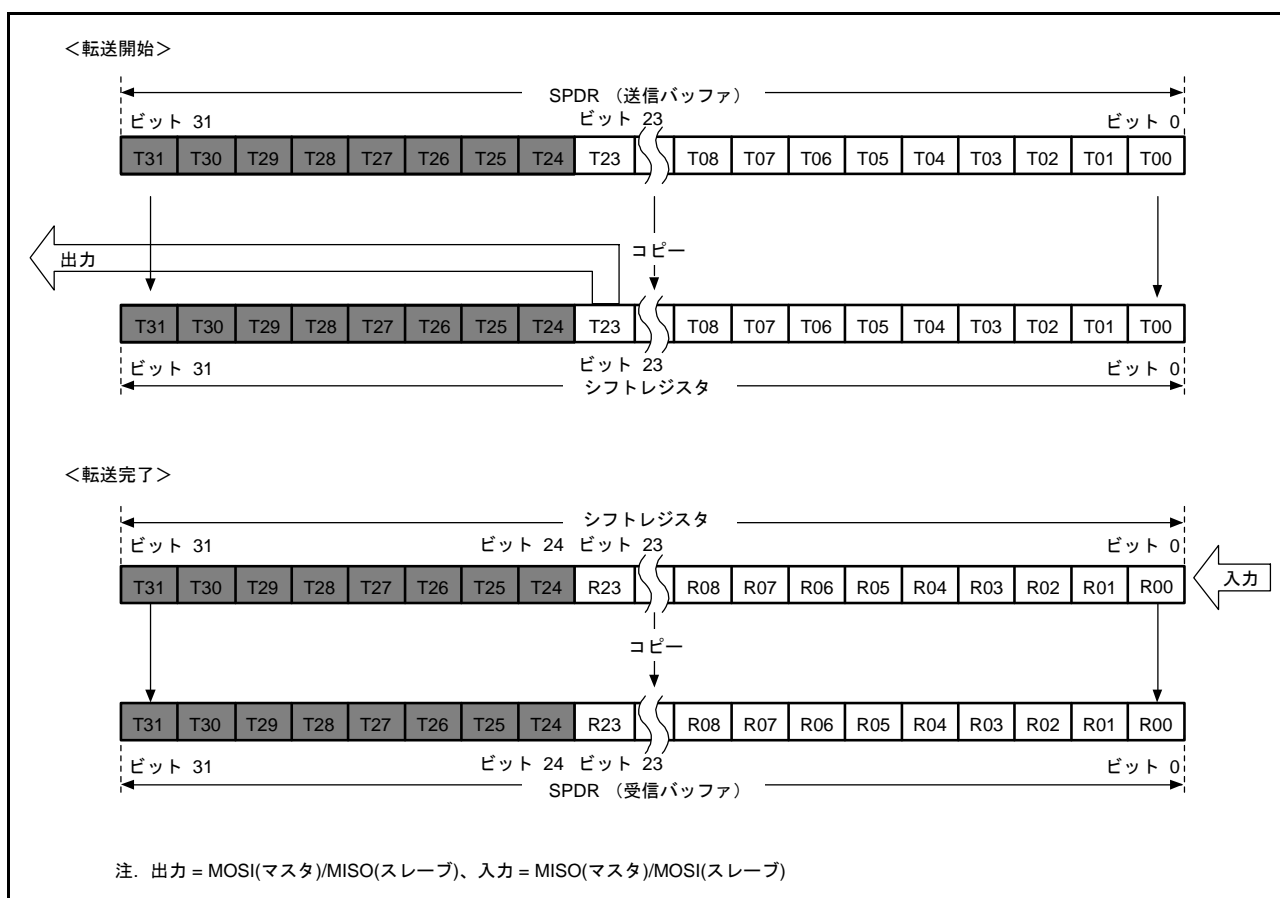 ＜転送開始＞
SPDR （送信バッファ）
ビット 31 ビット 23 ビット 0
T31 T30 T29 T28 T27 T26 T25 T24 T23 T08 T07 T06 T05 T04 T03 T02 T01 T00
コピー
出力
T31 T30 T29 T28 T27 T26 T25 T24 T23 T08 T07 T06 T05 T04 T03 T02 T01 T00
ビット 31 ビット 23 ビット 0
シフトレジスタ
＜転送完了＞
シフトレジスタ
ビット 31 ビット 24 ビット 23 ビット 0
T31 T30 T29 T28 T27 T26 T25 T24 R23 R08 R07 R06 R05 R04 R03 R02 R01 R00
入力
コピー
T31 T30 T29 T28 T27 T26 T25 T24 R23 R08 R07 R06 R05 R04 R03 R02 R01 R00
ビット 31 ビット 24 ビット 23 ビット 0
SPDR （受信バッファ）
注. 出力 = MOSI(マスタ)/MISO(スレーブ)、入力 = MISO(マスタ)/MOSI(スレーブ)